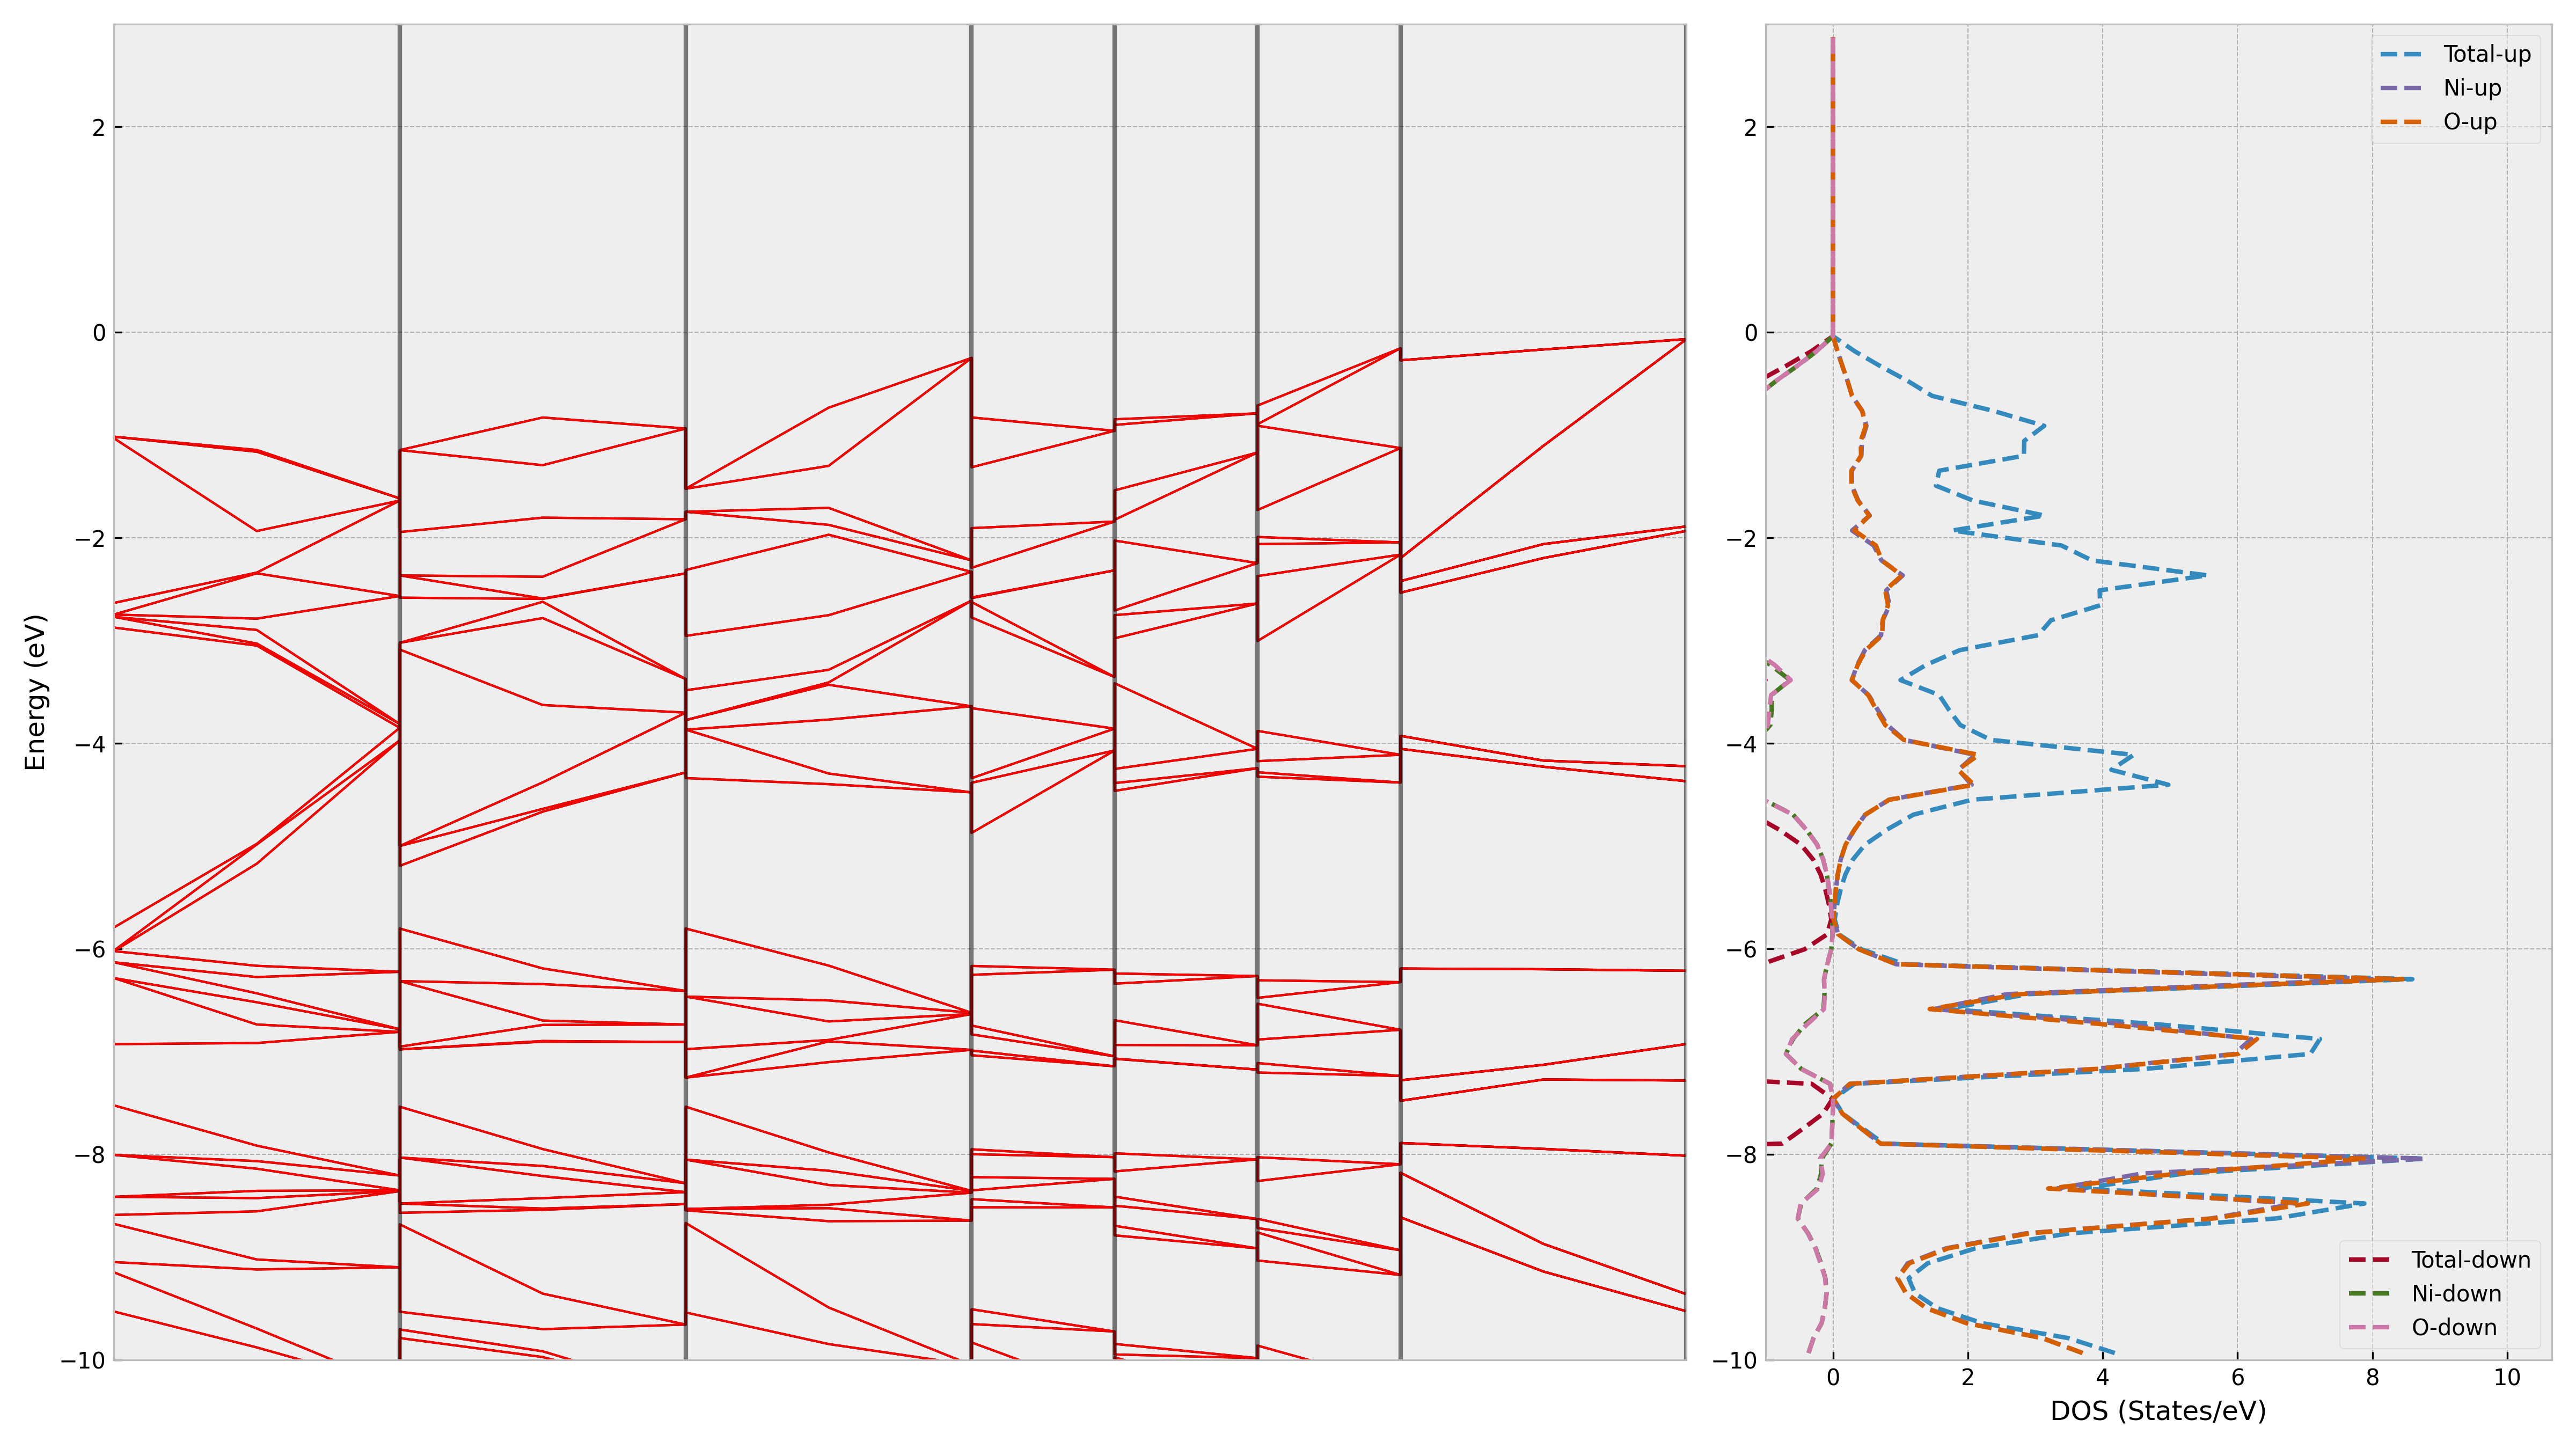 Energy (eV)
2
0
−2
−4
−6
−8
−10
2
0
−2
−4
−6
−8
−10
0 2 4 6 8 10
DOS (States/eV)
Total-up
Ni-up
O-up
Total-down
Ni-down
O-down